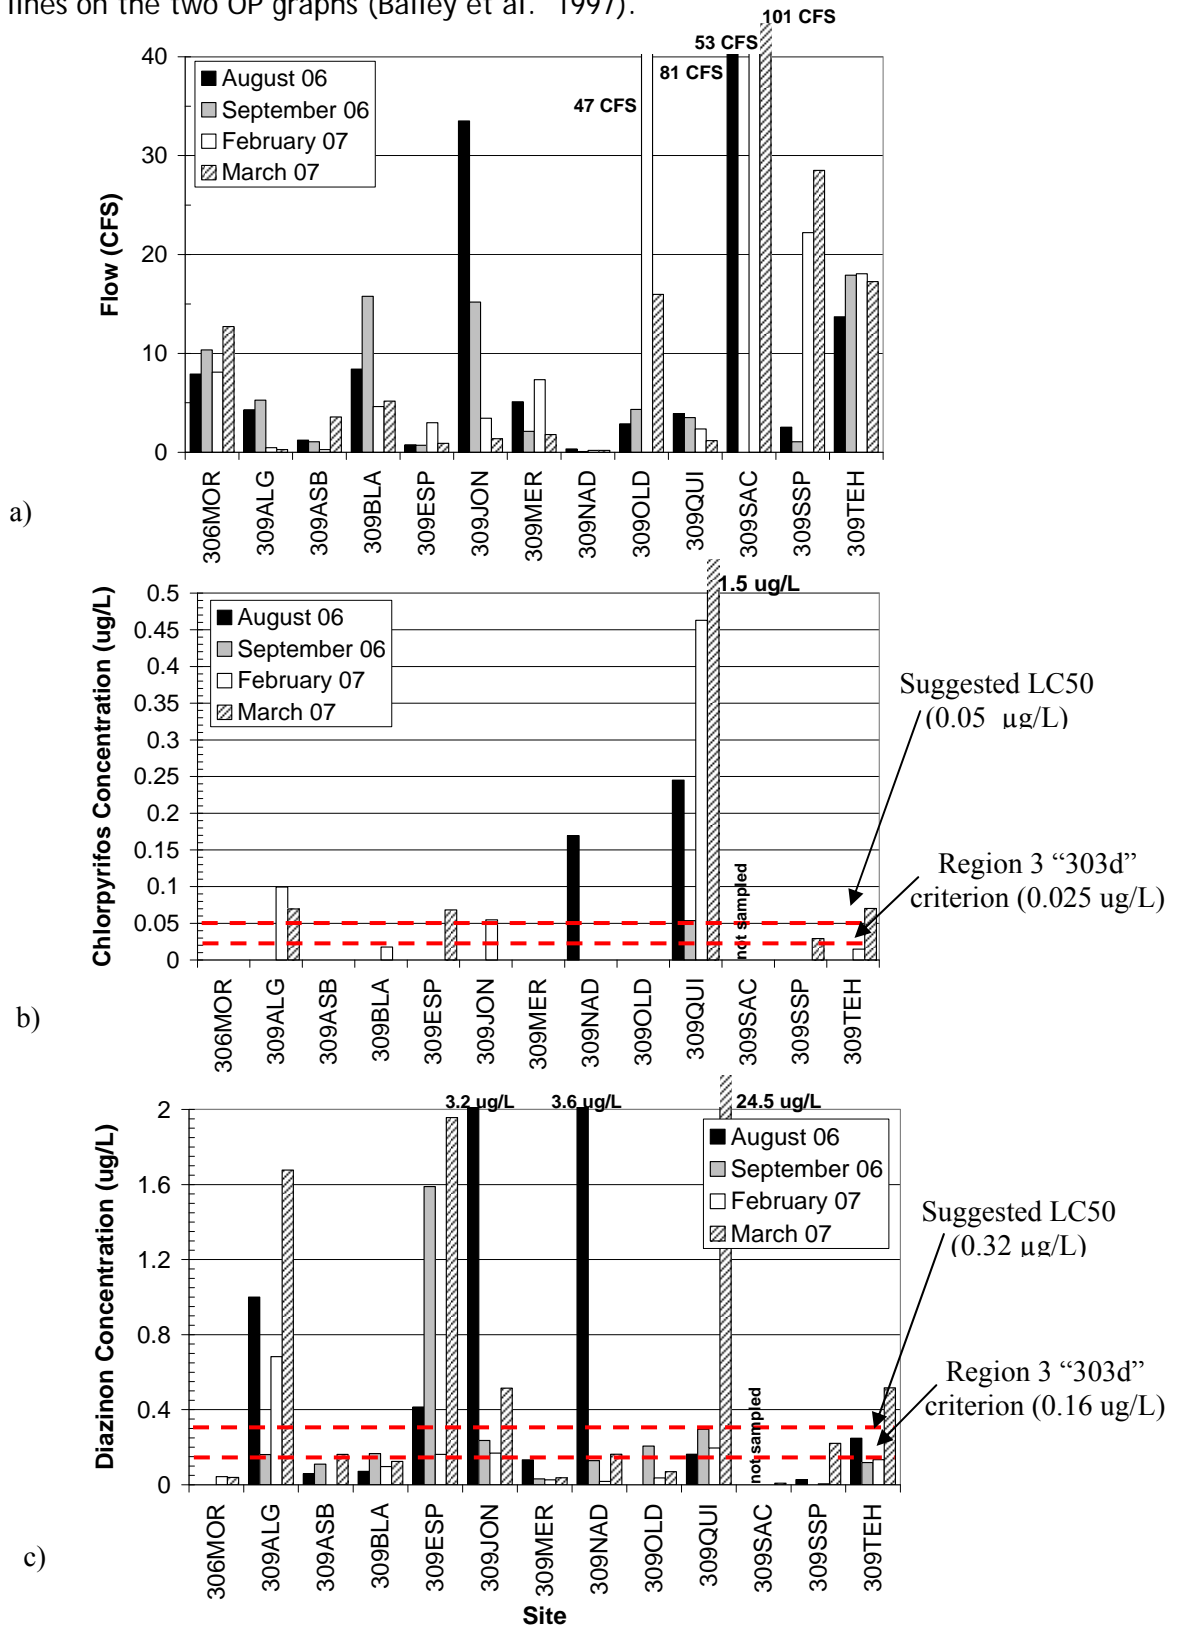 lines on the two OP graphs (Bailey et al. 1997).
101 CFS
53 CFS
81 CFS
47 CFS
40
30
20
10
0
Flow (CFS)
August 06
September 06
February 07
March 07
306MOR
309ALG
309ASB
309BLA
309ESP
309JON
309MER
309NAD
309OLD
309QUI
309SAC
309SSP
309TEH
a)
1.5 ug/L
0.5
0.45
0.4
0.35
0.3
0.25
0.2
0.15
0.1
0.05
0
Chlorpyrifos Concentration (ug/L)
August 06
September 06
February 07
March 07
not sampled
Suggested LC50
(0.05 µg/L)
Region 3 “303d”
criterion (0.025 ug/L)
306MOR
309ALG
309ASB
309BLA
309ESP
309JON
309MER
309NAD
309OLD
309QUI
309SAC
309SSP
309TEH
b)
3.2 ug/L
3.6 ug/L
24.5 ug/L
2
1.6
1.2
0.8
0.4
0
Diazinon Concentration (ug/L)
August 06
September 06
February 07
March 07
not sampled
Suggested LC50
(0.32 µg/L)
Region 3 “303d”
criterion (0.16 ug/L)
306MOR
309ALG
309ASB
309BLA
309ESP
309JON
309MER
309NAD
309OLD
309QUI
309SAC
309SSP
309TEH
c)
Site